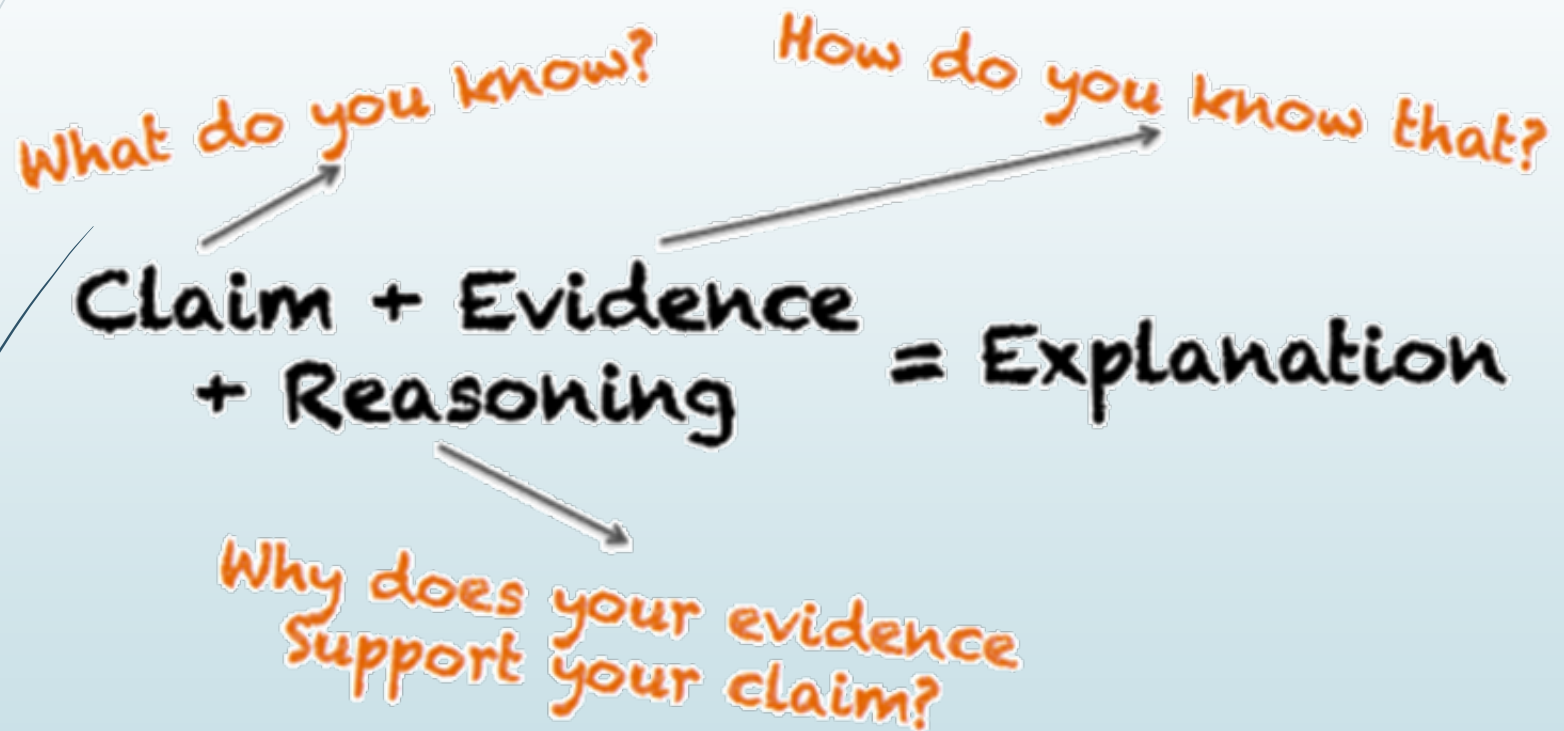 What do you know?
How do you know that?
Claim + Evidence
+ Reasoning
= Explanation
Why does your evidence
Support your claim?